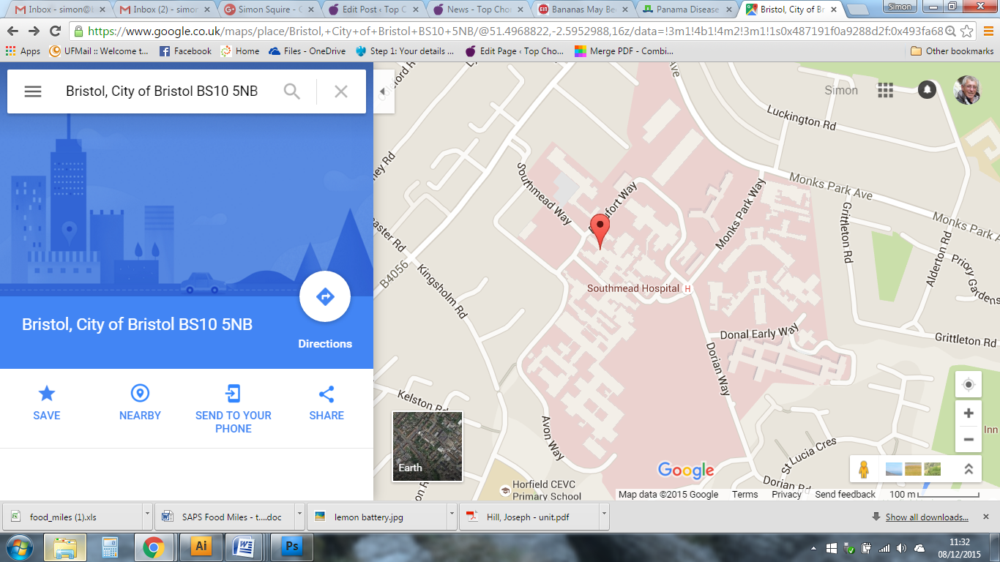 Inbox - simon@
Inbox (2) - simon
Simon Squire -
Edit Post ‹ Top C
News - Top Cho
Bananas May Be
Panama Disease
Bristol, City of Br
Simon
https://www.google.co.uk/maps/place/Bristol,+City+of+Bristol+BS10+5NB/@51.4968822,-2.5952988,16z/data=!3m1!4b1!4m2!3m1!1s0x487191f0a9288d2f:0x493fa68
Apps
UFMail :: Welcome t...
Facebook
Home
Files - OneDrive
Step 1: Your details ...
Edit Page ‹ Top Cho...
Merge PDF - Combi...
Other bookmarks
Bristol, City of Bristol BS10 5NB
Simon
Bristol, City of Bristol BS10 5NB
Directions
SAVE
NEARBY
SEND TO YOUR
PHONE
SHARE
Ave
Luckington Rd
Monks Park Ave
Monks Park A
Southmead Way
Monks Park Way
Grittleton Rd
Alderton Rd
Priory Gardens
B4056
Kingsholm Rd
Southmead Hospital
H
Donal Early Way
Grittleton Rd
Dorian Way
Kelston Rd
Avon Way
St Lucia Cres
Inn
Dorian Rd
Earth
Horfield CEVC
Primary School
Google
Map data ©2015 Google
Terms
Privacy
Send feedback
100 m
food_miles (1).xls
SAPS Food Miles - t....doc
lemon battery.jpg
Hill, Joseph - unit.pdf
Show all downloads...
Ai
W
Ps
11:32
08/12/2015